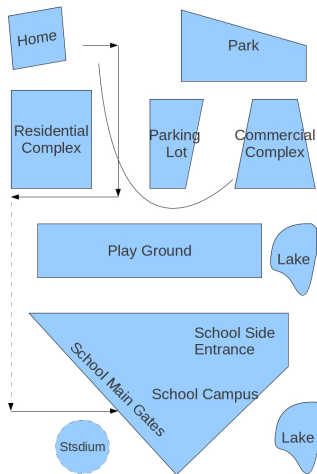 Home
Park
Residential
Complex
Parking
Lot
Commercial
Complex
Play Ground
Lake
School Side
Entrance
School Main Gates
School Campus
Lake
Stsdium